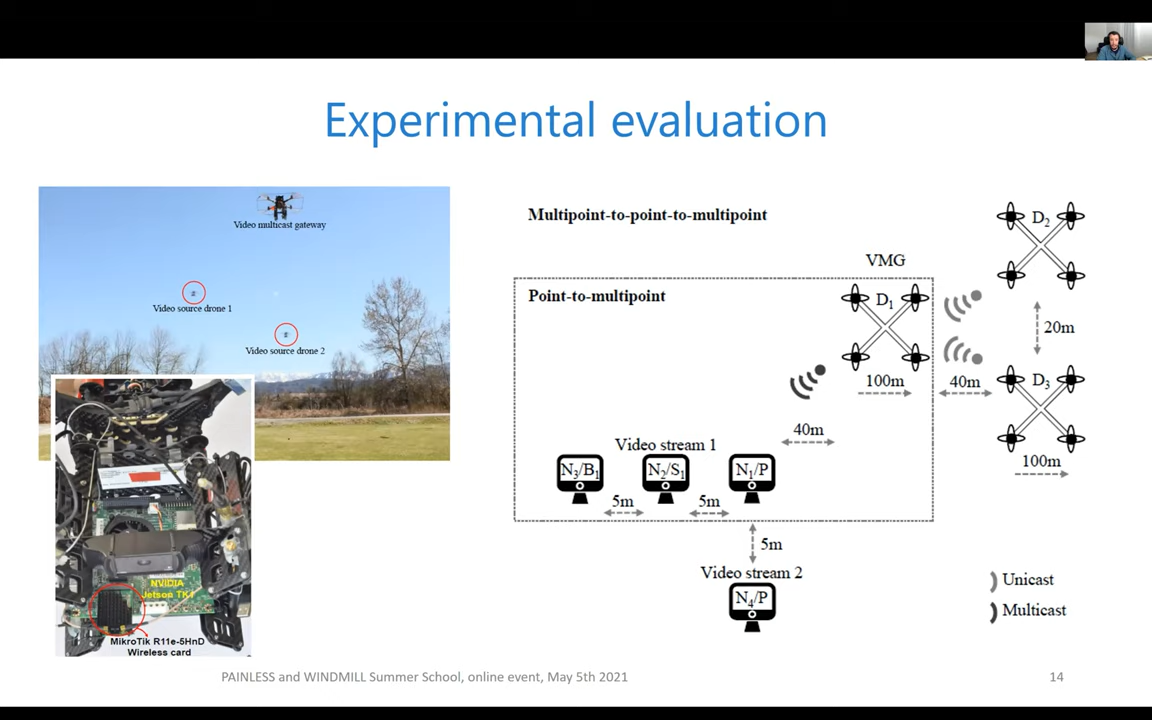 Experimental evaluation
Video multicast gateway
Video source drone 1
Video source drone 2
NVIDIA
Jetson TK1
MikroTik R11e-5HnD
Wireless card
Multipoint-to-point-to-multipoint
VMG
Point-to-multipoint
D1
D2
20m
D3
100m
40m
100m
40m
Video stream 1
N3/B1
N2/S1
N1/P
5m
5m
5m
Video stream 2
N4/P
Unicast
Multicast
PAINLESS and WINDMILL Summer School, online event, May 5th 2021
14